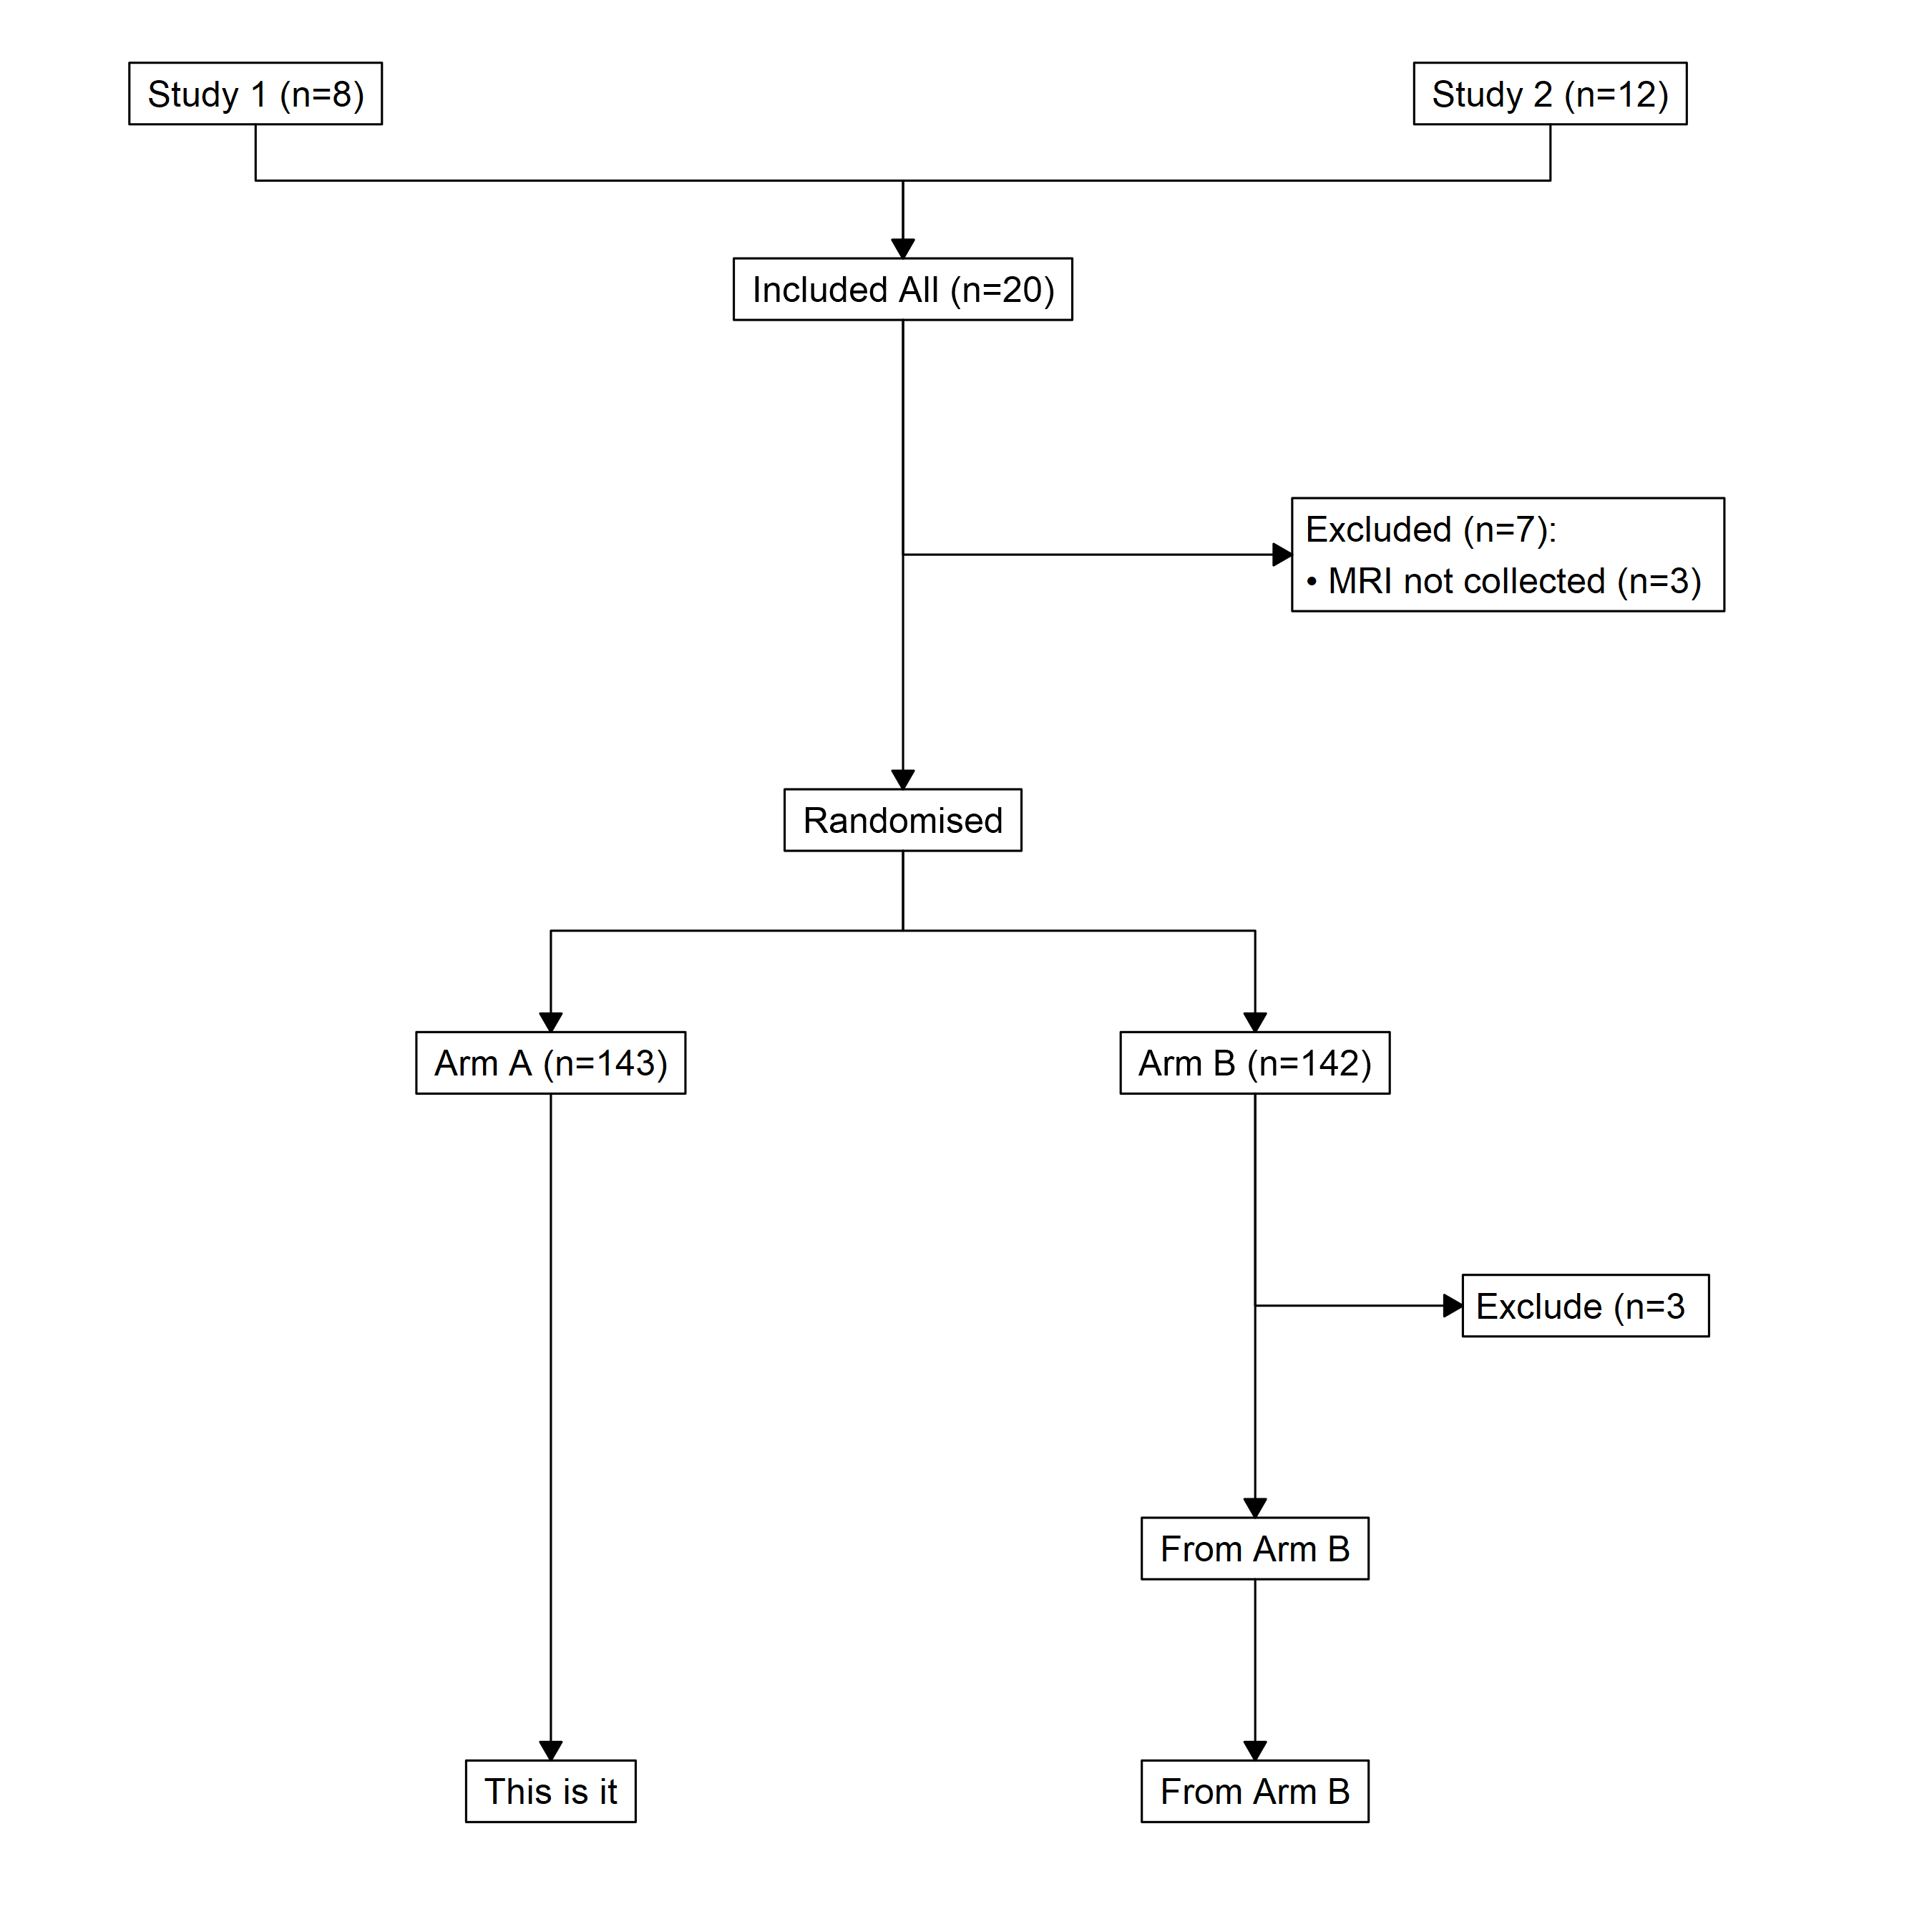 Study 1 (n=8)
Study 2 (n=12)
Included All (n=20)
Excluded (n=7):
• MRI not collected (n=3)
Randomised
Arm A (n=143)
Arm B (n=142)
Exclude (n=3
From Arm B
This is it
From Arm B